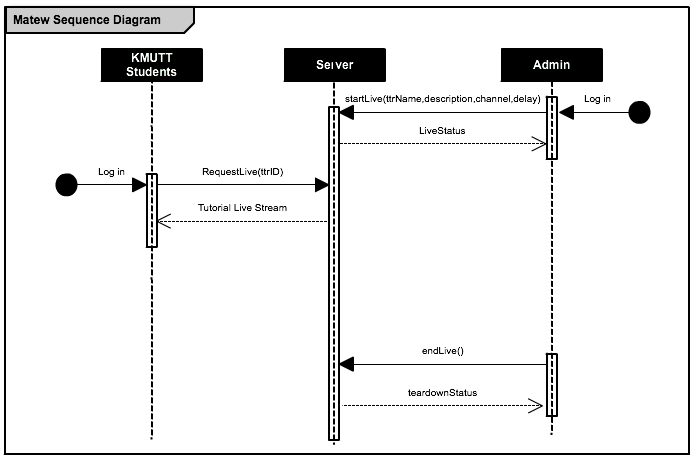 Matew Sequence Diagram
KMUTT
Students
Server
Admin
startLive(ttrName,description,channel,delay)
Log in
LiveStatus
Log in
RequestLive(ttrID)
Tutorial Live Stream
endLive()
teardownStatus